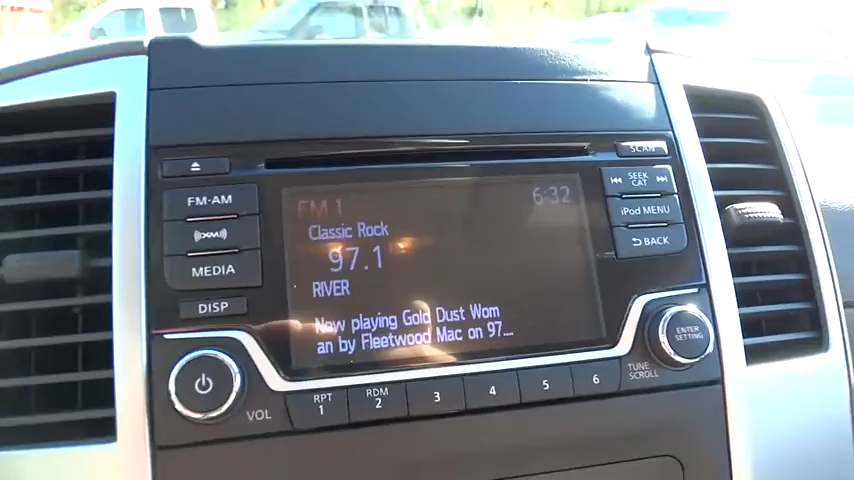 SCAN
FM-AM
SEEK
CAT
FM 1
6:32
iPod MENU
Classic Rock
97.1
BACK
MEDIA
RIVER
DISP
Now playing Gold Dust Wom
an by Fleetwood Mac on 97...
ENTER
TUNE
SCROLL
VOL
RPT
1
RDM
2
3
4
5
6